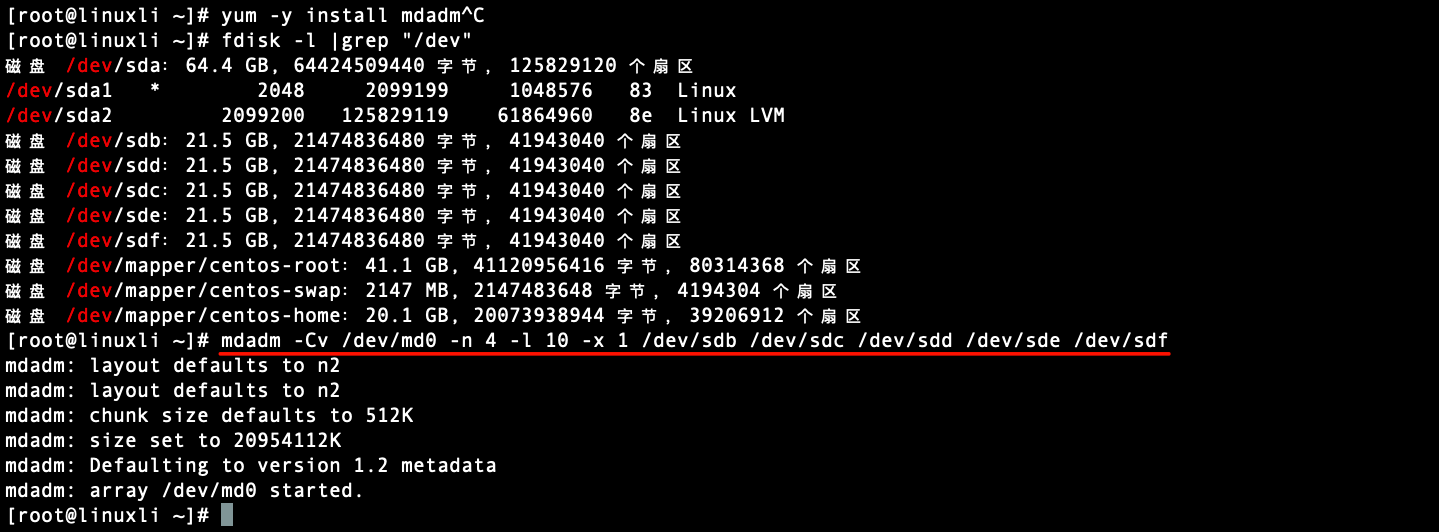 [root@linuxli ~]# yum -y install mdadm^C
[root@linuxli ~]# fdisk -l |grep "/dev"
磁盘 /dev/sda：64.4 GB, 64424509440 字节，125829120 个扇区
/dev/sda1   *        2048     2099199     1048576   83  Linux
/dev/sda2         2099200   125829119    61864960   8e  Linux LVM
磁盘 /dev/sdb：21.5 GB, 21474836480 字节，41943040 个扇区
磁盘 /dev/sdd：21.5 GB, 21474836480 字节，41943040 个扇区
磁盘 /dev/sdc：21.5 GB, 21474836480 字节，41943040 个扇区
磁盘 /dev/sde：21.5 GB, 21474836480 字节，41943040 个扇区
磁盘 /dev/sdf：21.5 GB, 21474836480 字节，41943040 个扇区
磁盘 /dev/mapper/centos-root：41.1 GB, 41120956416 字节，80314368 个扇区
磁盘 /dev/mapper/centos-swap：2147 MB, 2147483648 字节，4194304 个扇区
磁盘 /dev/mapper/centos-home：20.1 GB, 20073938944 字节，39206912 个扇区
[root@linuxli ~]# mdadm -Cv /dev/md0 -n 4 -l 10 -x 1 /dev/sdb /dev/sdc /dev/sdd /dev/sde /dev/sdf
mdadm: layout defaults to n2
mdadm: layout defaults to n2
mdadm: chunk size defaults to 512K
mdadm: size set to 20954112K
mdadm: Defaulting to version 1.2 metadata
mdadm: array /dev/md0 started.
[root@linuxli ~]#